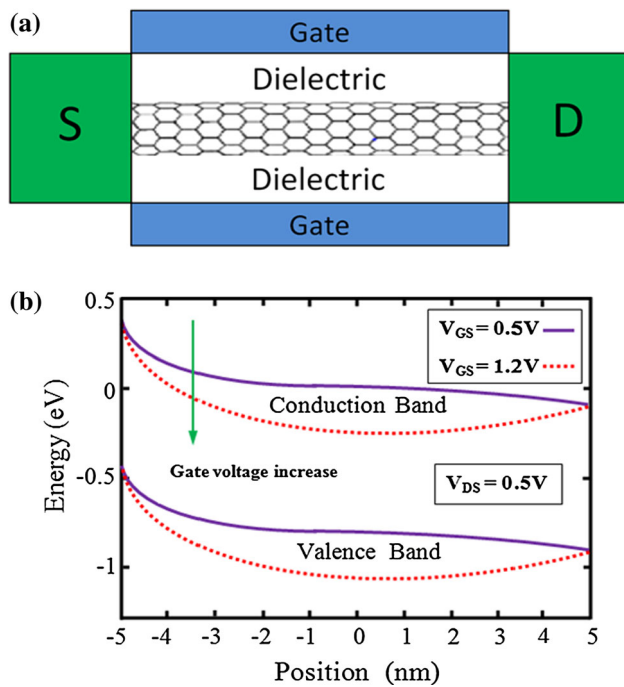 (a)
Gate
Dielectric
S
D
Dielectric
Gate
(b)
0.5
0
-0.5
-1
Energy (eV)
V_GS = 0.5V
V_GS = 1.2V
Conduction Band
Gate voltage increase
V_DS = 0.5V
Valence Band
-5 -4 -3 -2 -1 0 1 2 3 4 5
Position (nm)